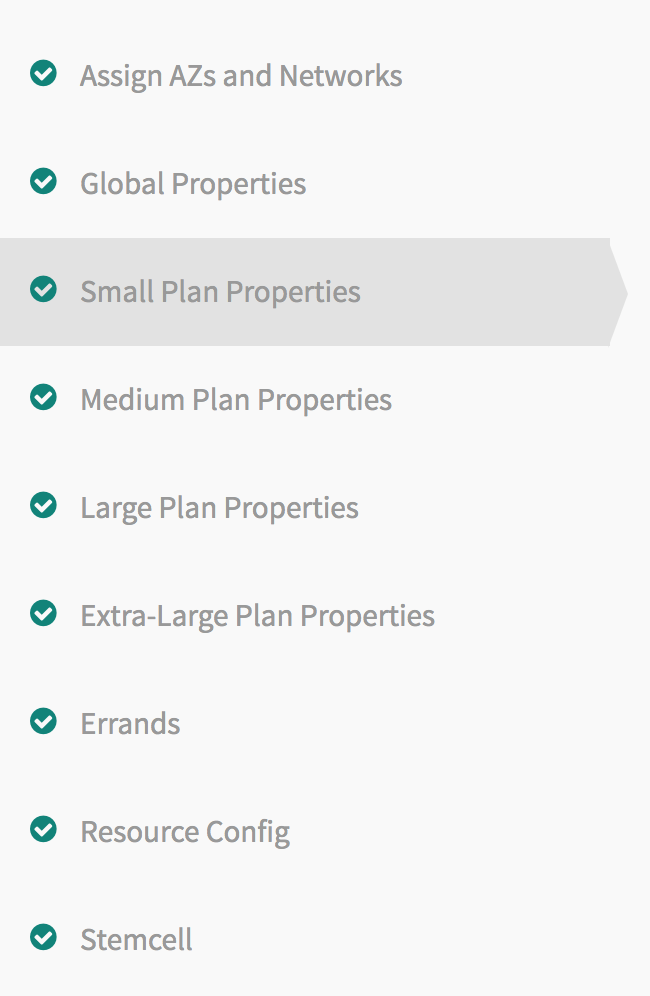 Assign AZs and Networks
Global Properties
Small Plan Properties
Medium Plan Properties
Large Plan Properties
Extra-Large Plan Properties
Errands
Resource Config
Stemcell